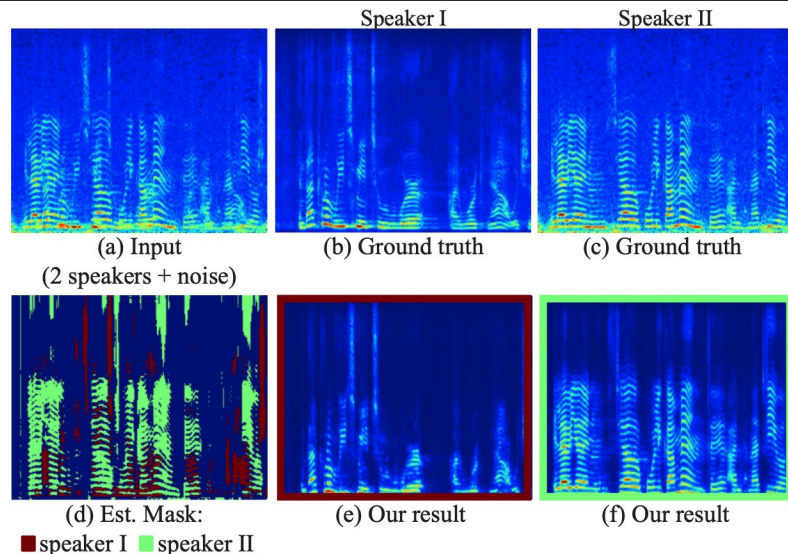 Speaker I
Speaker II
(a) Input
(2 speakers + noise)
(b) Ground truth
(c) Ground truth
(d) Est. Mask:
speaker I
speaker II
(e) Our result
(f) Our result